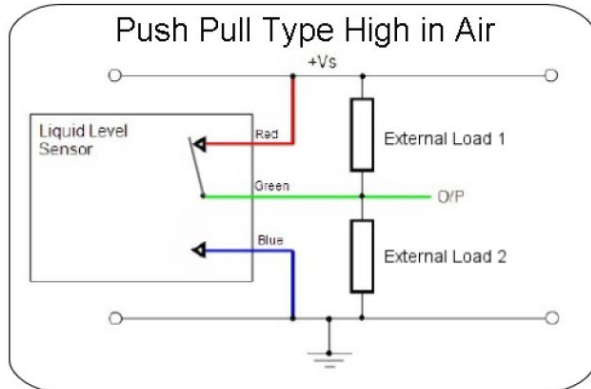 Push Pull Type High in Air
+Vs
Liquid Level
Sensor
Red
External Load 1
Green
O/P
Blue
External Load 2